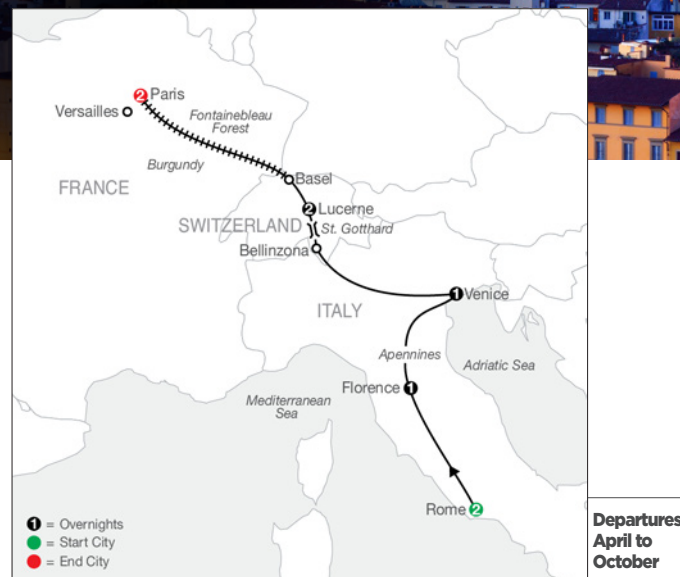 2 Paris
Versailles
Fontainebleau
Forest
Burgundy
Basel
FRANCE
2 Lucerne
SWITZERLAND
St. Gotthard
Bellinzona
1 Venice
ITALY
Apennines
Adriatic Sea
Florence 1
Mediterranean
Sea
Rome 2
1 = Overnights
= Start City
= End City
Departures
April to
October